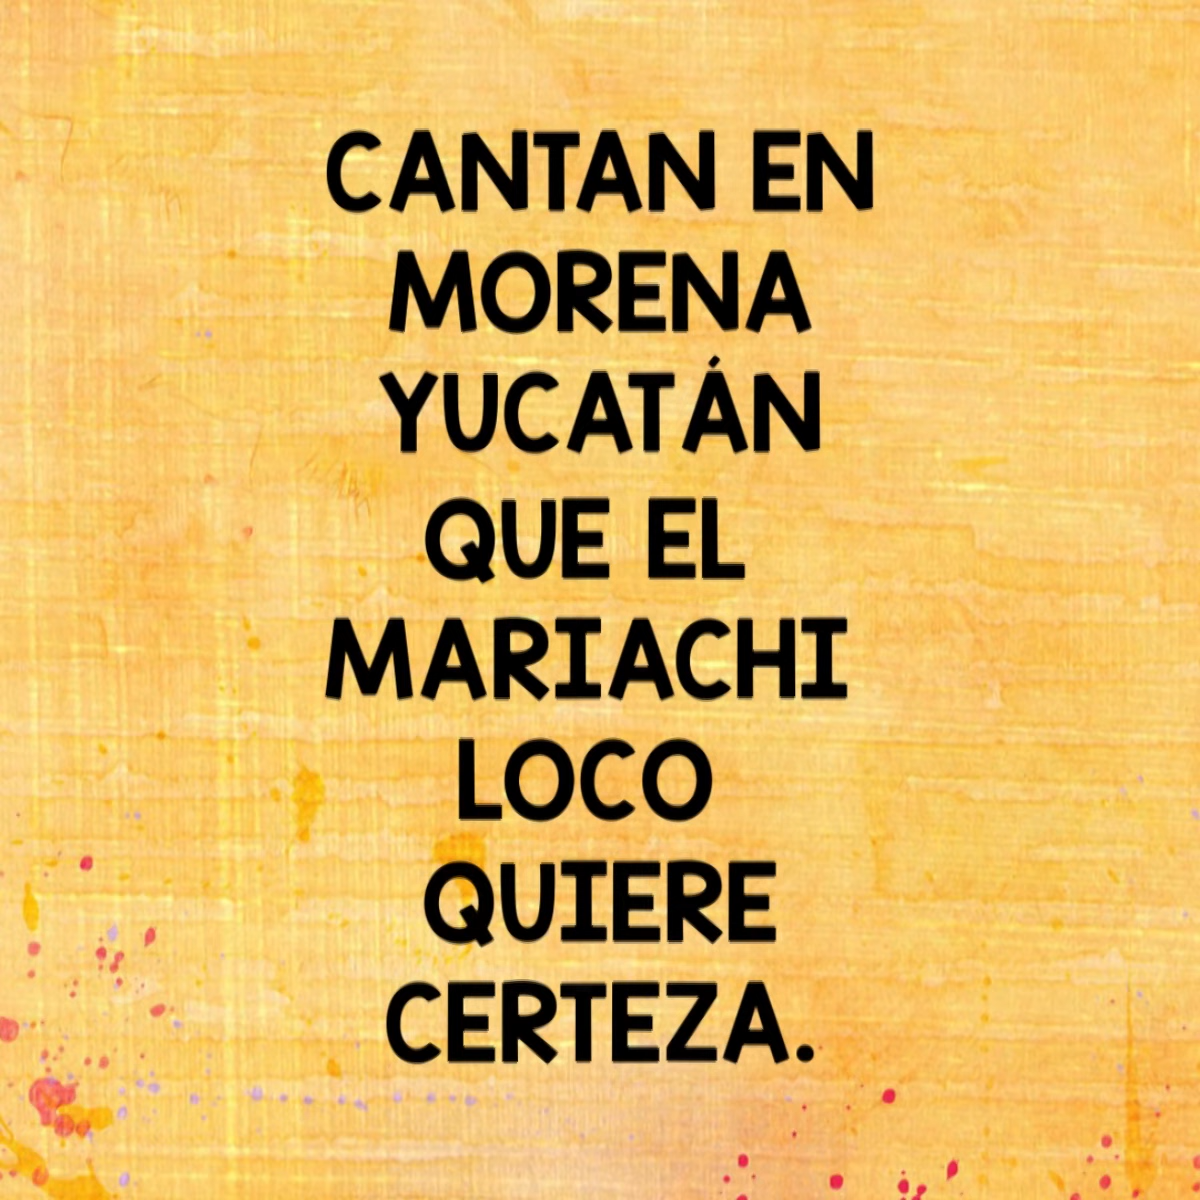 CANTAN EN
MORENA
YUCATÁN
QUE EL
MARIACHI
LOCO
QUIERE
CERTEZA.